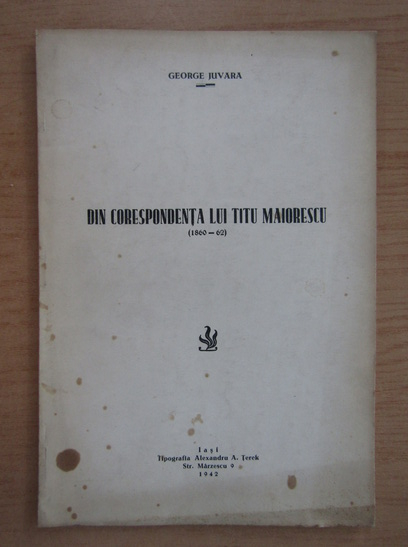 GEORGE JUVARA
DIN CORESPONDENȚA LUI TITU MAIORESCU
(1860 — 62)
Iași
Tipografia Alexandru A. Țerek
Str. Mârzescu 9
1942